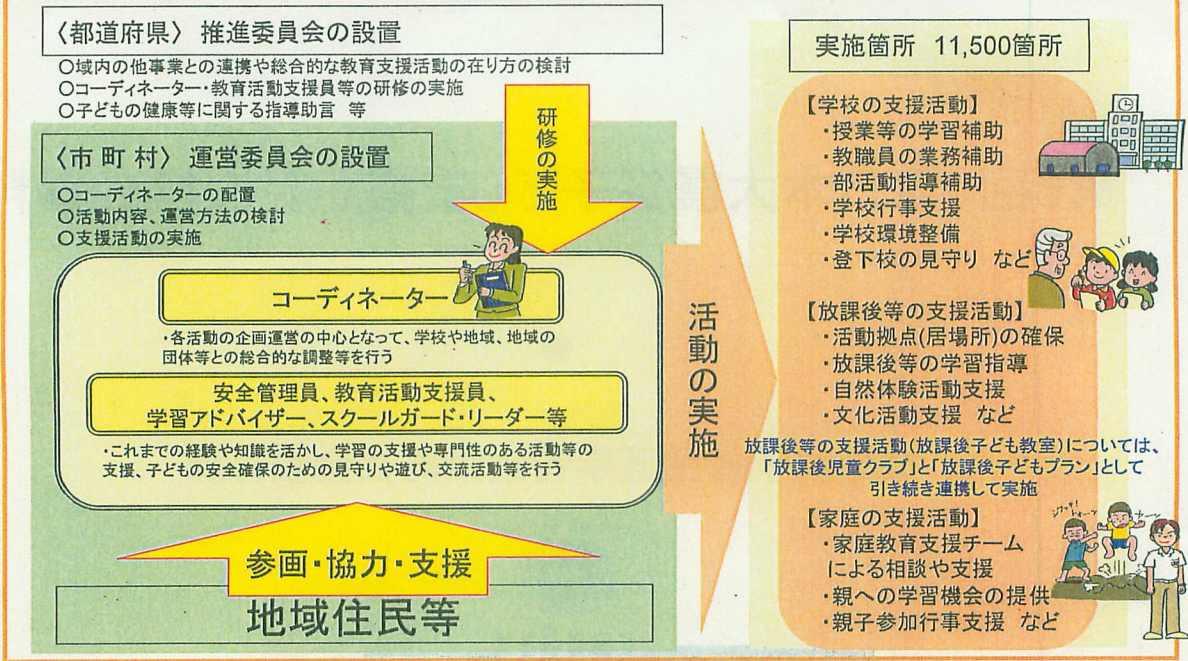 〈都道府県〉 推進委員会の設置
○域内の他事業との連携や総合的な教育支援活動の在り方の検討
○コーディネーター・教育活動支援員等の研修の実施
○子どもの健康等に関する指導助言 等
研修の実施
〈市町村〉 運営委員会の設置
○コーディネーターの配置
○活動内容、運営方法の検討
○支援活動の実施
コーディネーター
・各活動の企画運営の中心となって、学校や地域、地域の
団体等との総合的な調整等を行う
安全管理員、教育活動支援員、
学習アドバイザー、スクールガード・リーダー等
・これまでの経験や知識を活かし、学習の支援や専門性のある活動等の
支援、子どもの安全確保のための見守りや遊び、交流活動等を行う
参画・協力・支援
地域住民等
活動の実施
実施箇所 11,500箇所
【学校の支援活動】
・授業等の学習補助
・教職員の業務補助
・部活動指導補助
・学校行事支援
・学校環境整備
・登下校の見守り など
【放課後等の支援活動】
・活動拠点(居場所)の確保
・放課後等の学習指導
・自然体験活動支援
・文化活動支援 など
放課後等の支援活動(放課後子ども教室)については、
「放課後児童クラブ」と「放課後子どもプラン」として
引き続き連携して実施
【家庭の支援活動】
・家庭教育支援チーム
による相談や支援
・親への学習機会の提供
・親子参加行事支援 など